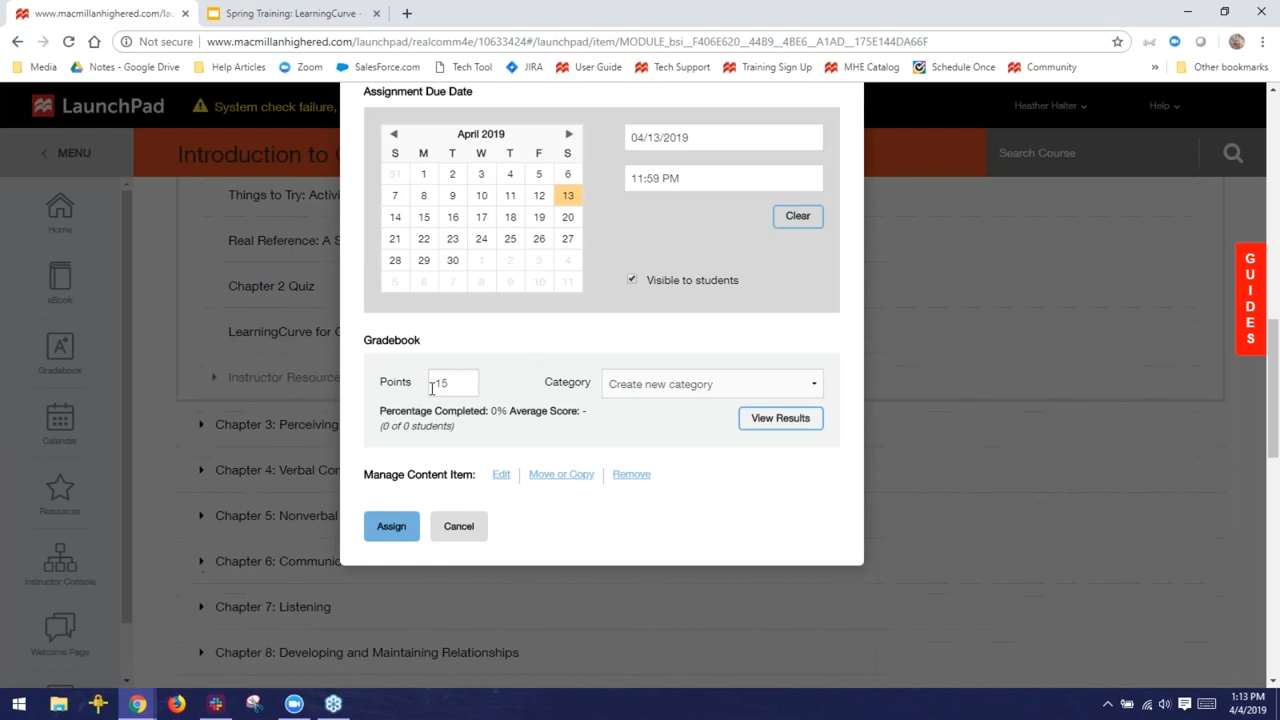 www.macmillanhighered.com/la
Spring Training: LearningCurve -
Not secure
www.macmillanhighered.com/launchpad/realcomm4e/10633424#/launchpad/item/MODULE_bsi__F406E620__44B9__4BE6__A1AD__175E144DA66F
Media
Notes - Google Drive
Help Articles
Zoom
SalesForce.com
Tech Tool
JIRA
User Guide
Tech Support
Training Sign Up
MHE Catalog
Schedule Once
Community
»
Other bookmarks
LaunchPad
System check failure,
Heather Halter
Help
MENU
Introduction to C
Search Course
Home
eBook
Gradebook
Calendar
Resources
Instructor Console
Welcome Page
Things to Try: Activi
Real Reference: A S
Chapter 2 Quiz
LearningCurve for C
Instructor Resource
Chapter 3: Perceiving
Chapter 4: Verbal Con
Chapter 5: Nonverbal
Chapter 6: Communic
Chapter 7: Listening
Chapter 8: Developing and Maintaining Relationships
Assignment Due Date
April 2019
S M T W T F S
31 1 2 3 4 5 6
7 8 9 10 11 12 13
14 15 16 17 18 19 20
21 22 23 24 25 26 27
28 29 30 1 2 3 4
5 6 7 8 9 10 11
04/13/2019
11:59 PM
Clear
Visible to students
Gradebook
Points
15
Category
Create new category
Percentage Completed: 0% Average Score: -
(0 of 0 students)
View Results
Manage Content Item:
Edit
Move or Copy
Remove
Assign
Cancel
GUIDES
1:13 PM
4/4/2019